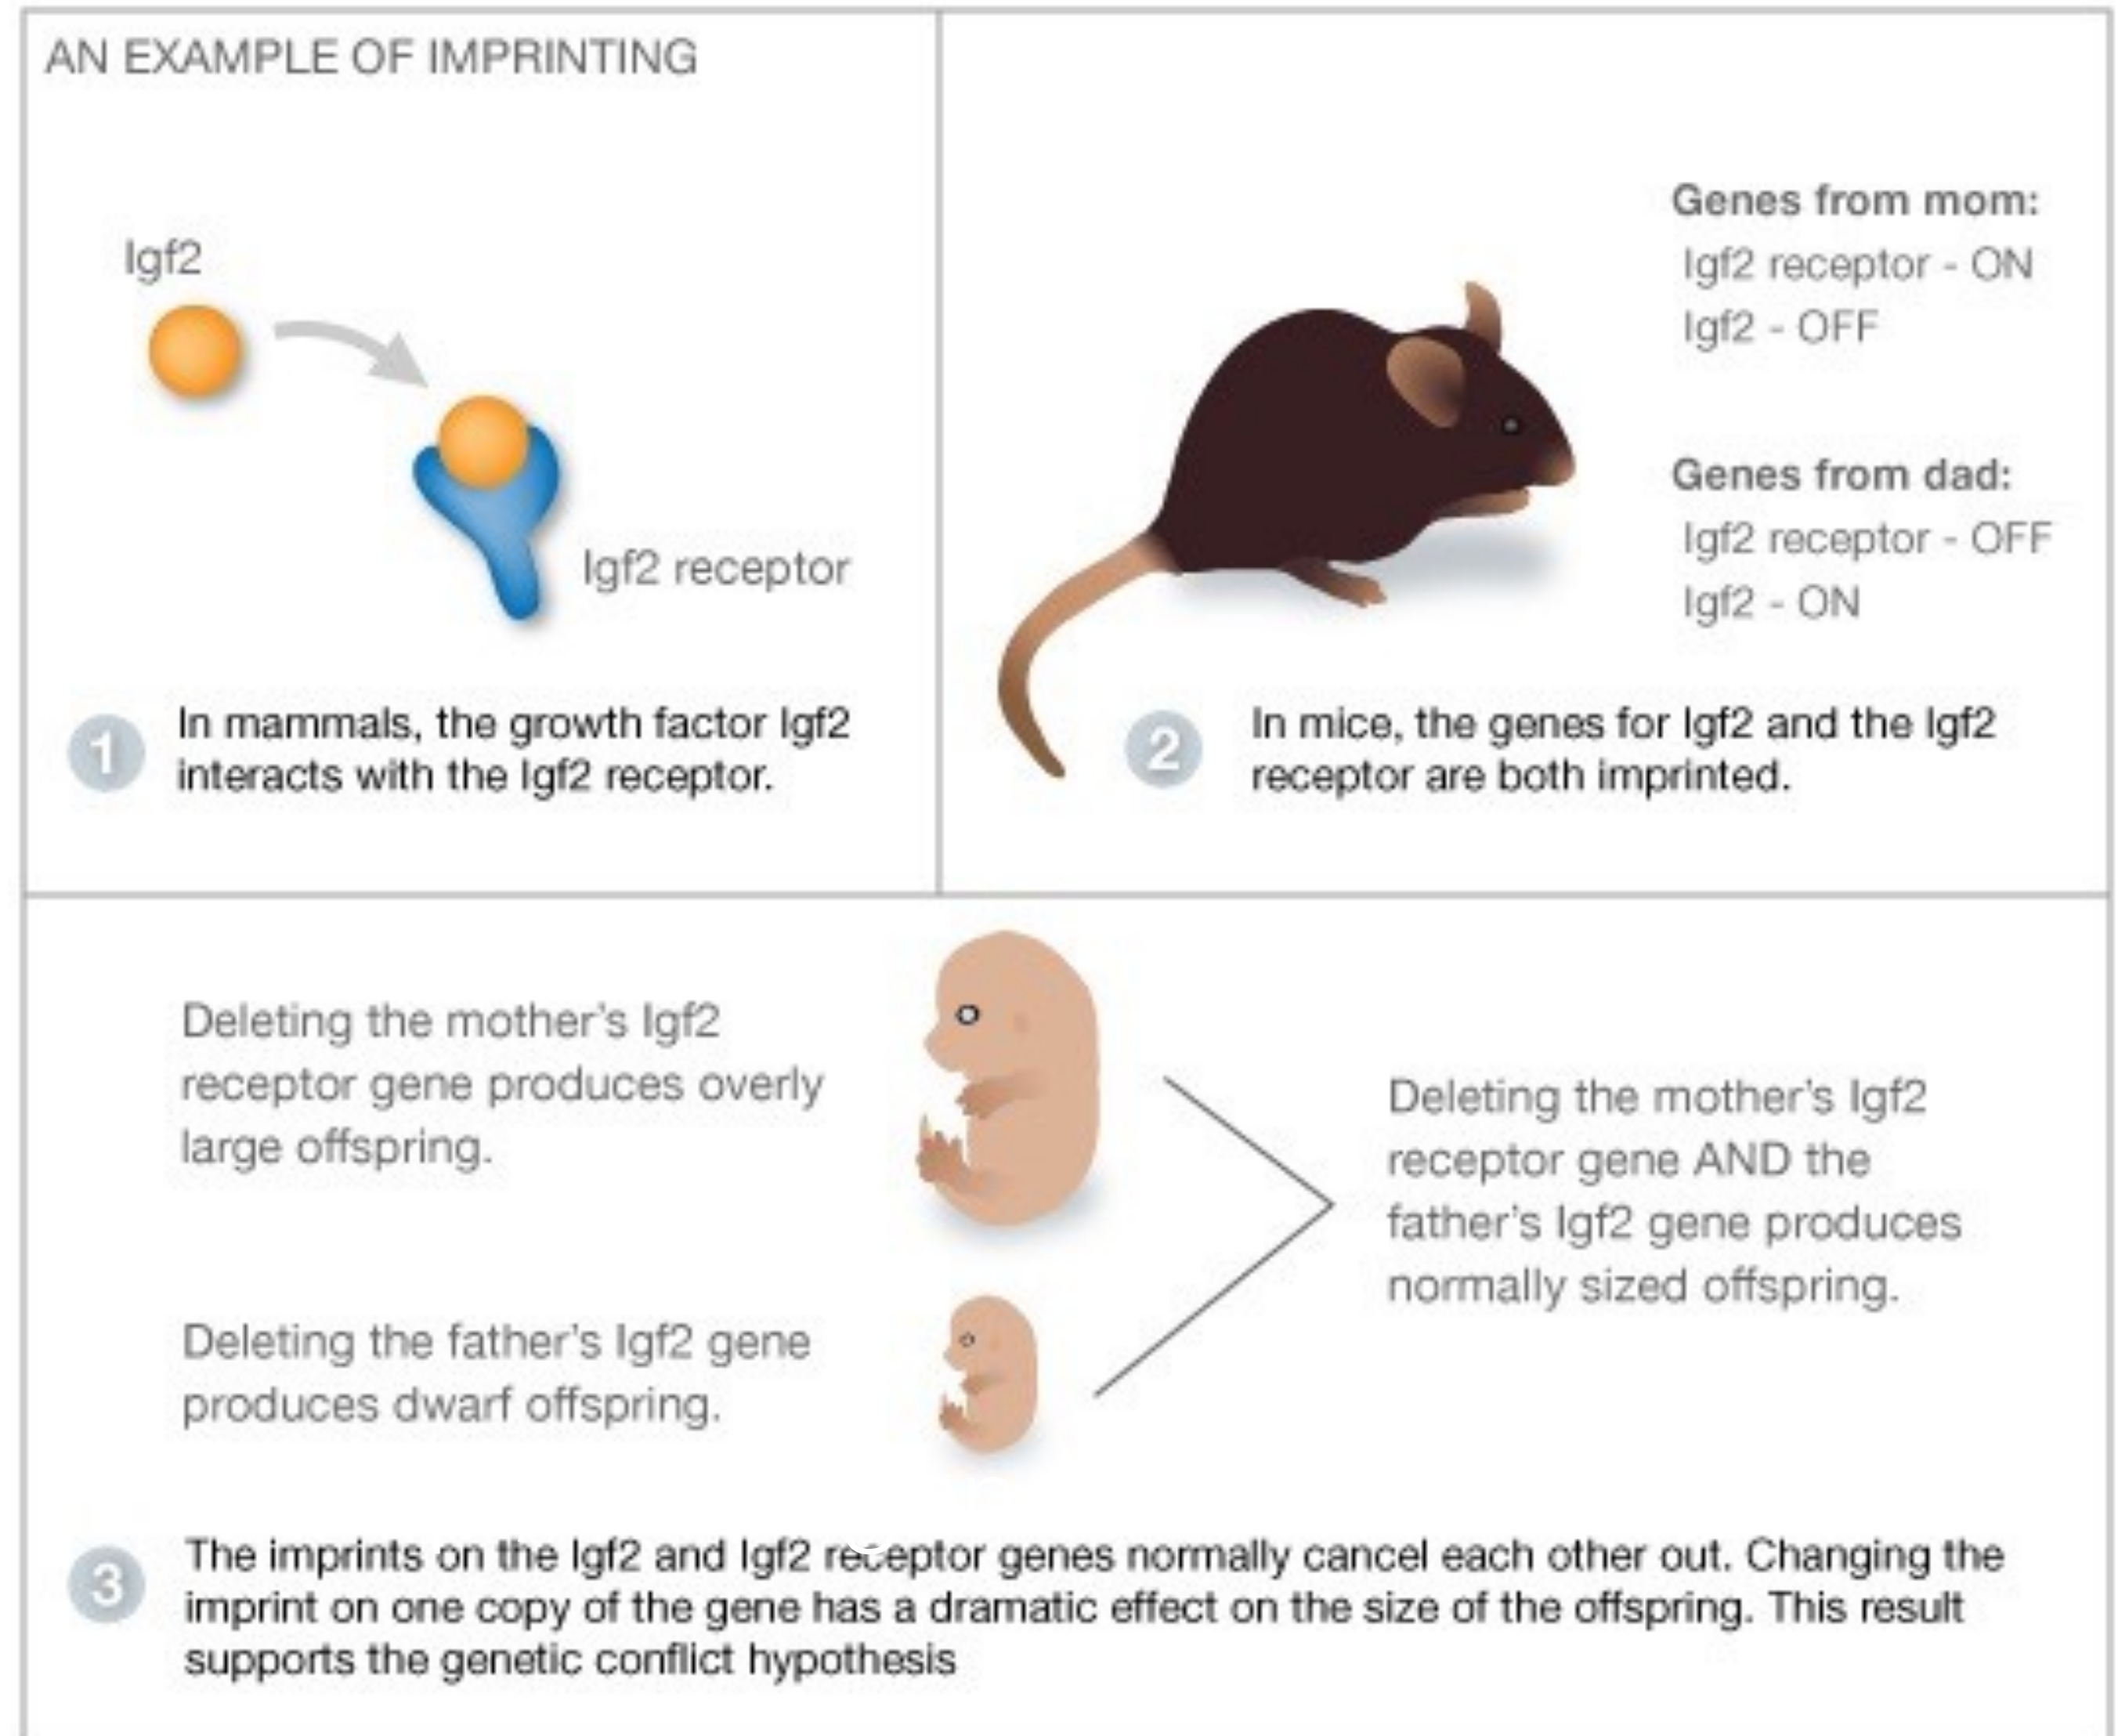 AN EXAMPLE OF IMPRINTING
Igf2
Igf2 receptor
1
In mammals, the growth factor Igf2
interacts with the Igf2 receptor.
Genes from mom:
Igf2 receptor - ON
Igf2 - OFF
Genes from dad:
Igf2 receptor - OFF
Igf2 - ON
2
In mice, the genes for Igf2 and the Igf2
receptor are both imprinted.
Deleting the mother's Igf2
receptor gene produces overly
large offspring.
Deleting the father's Igf2 gene
produces dwarf offspring.
Deleting the mother's Igf2
receptor gene AND the
father's Igf2 gene produces
normally sized offspring.
3
The imprints on the Igf2 and Igf2 receptor genes normally cancel each other out. Changing the
imprint on one copy of the gene has a dramatic effect on the size of the offspring. This result
supports the genetic conflict hypothesis